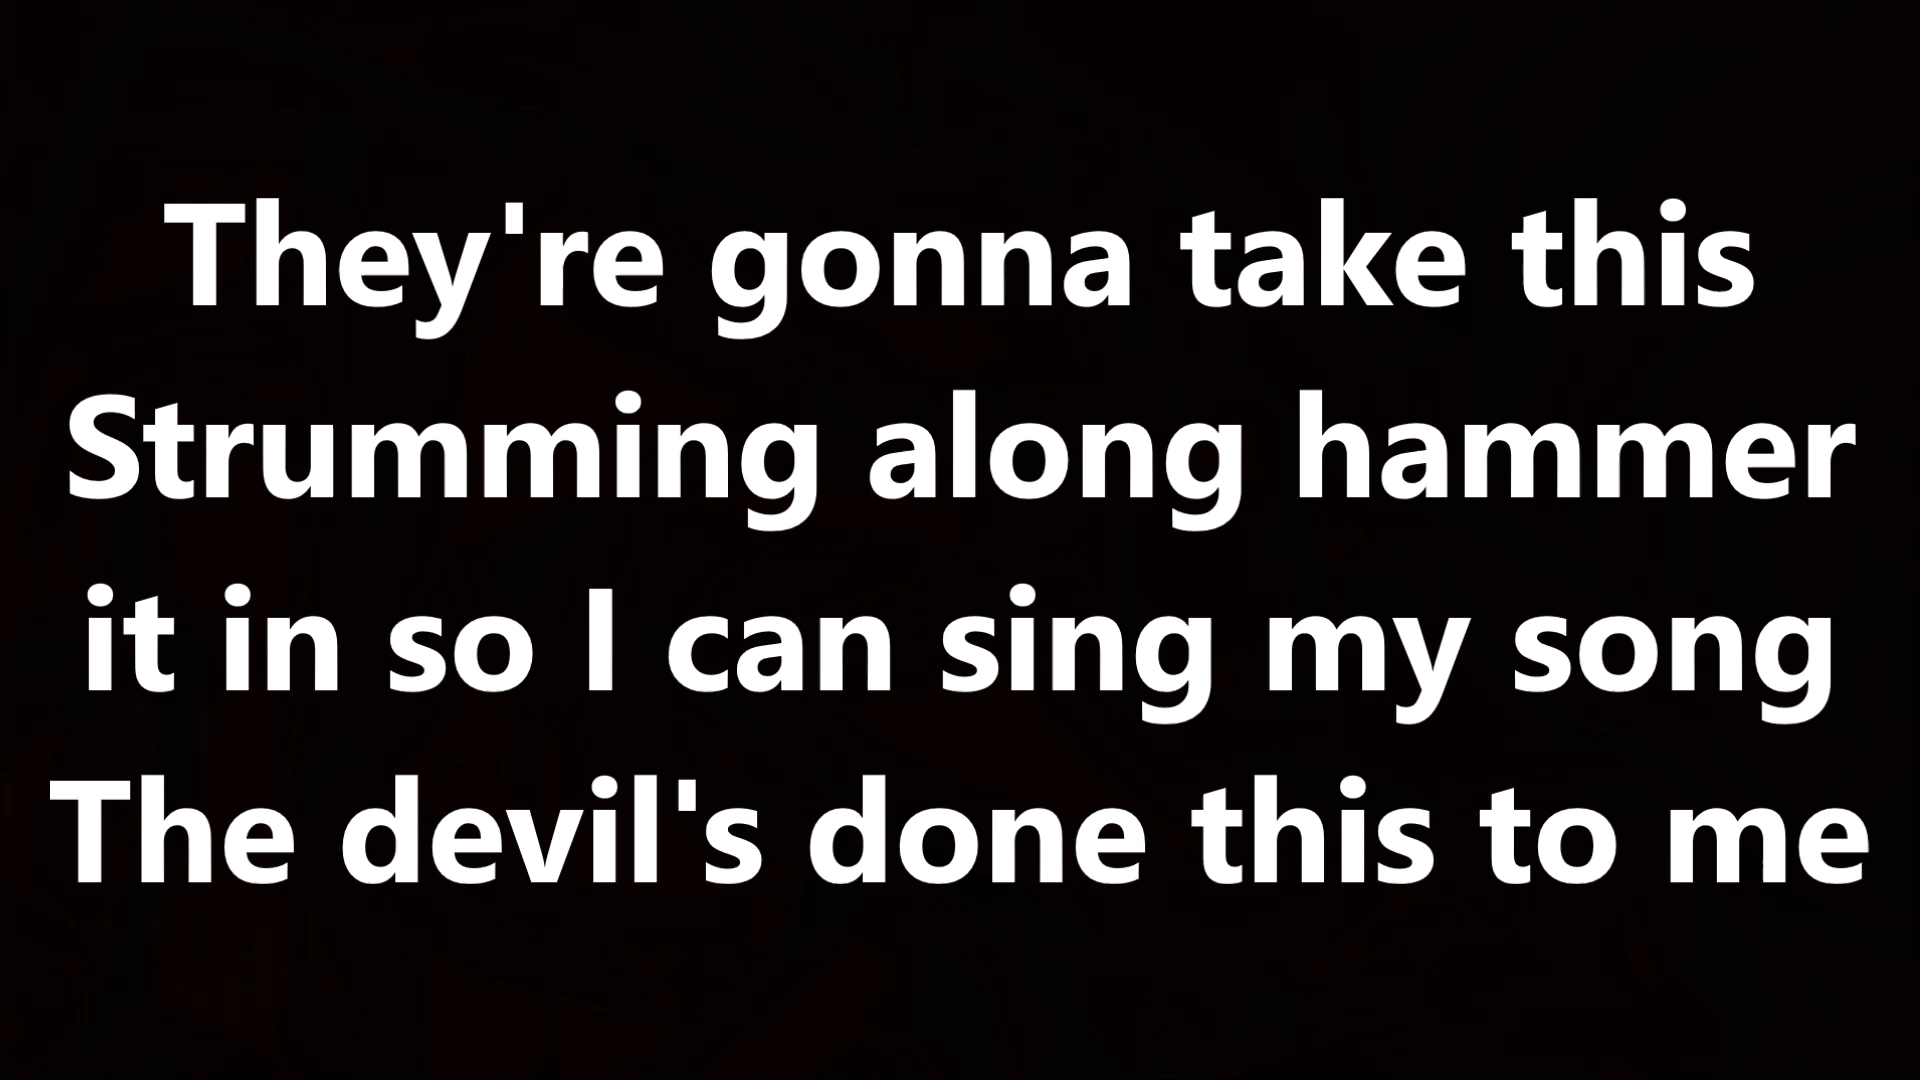 They're gonna take this
Strumming along hammer
it in so I can sing my song
The devil's done this to me